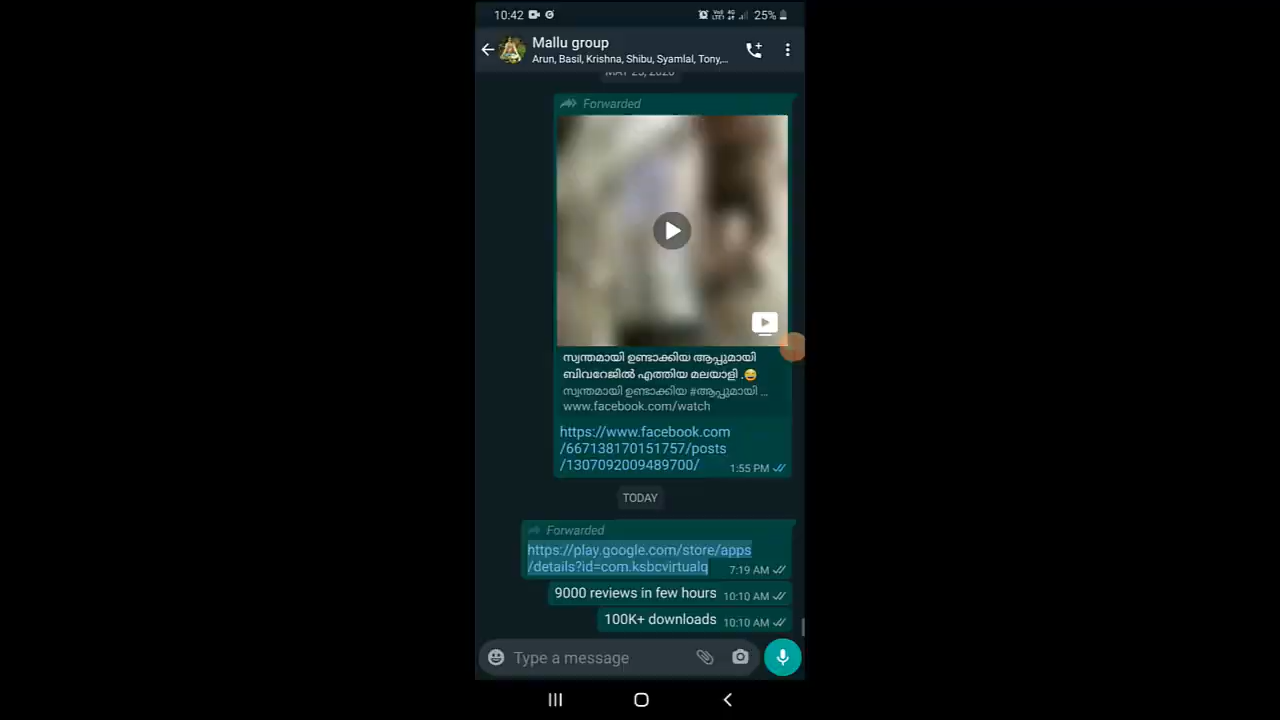 10:42
25%
Mallu group
Arun, Basil, Krishna, Shibu, Syamlal, Tony,...
Forwarded
സ്വന്തമായി ഉണ്ടാക്കിയ ആപ്പുമായി
ബിവറേജിൽ എത്തിയ മലയാളി .😂
സ്വന്തമായി ഉണ്ടാക്കിയ #ആപ്പുമായി ...
www.facebook.com/watch
https://www.facebook.com
/667138170151757/posts
/1307092009489700/
1:55 PM
TODAY
Forwarded
https://play.google.com/store/apps
/details?id=com.ksbcvirtualq
7:19 AM
9000 reviews in few hours 10:10 AM
100K+ downloads 10:10 AM
Type a message